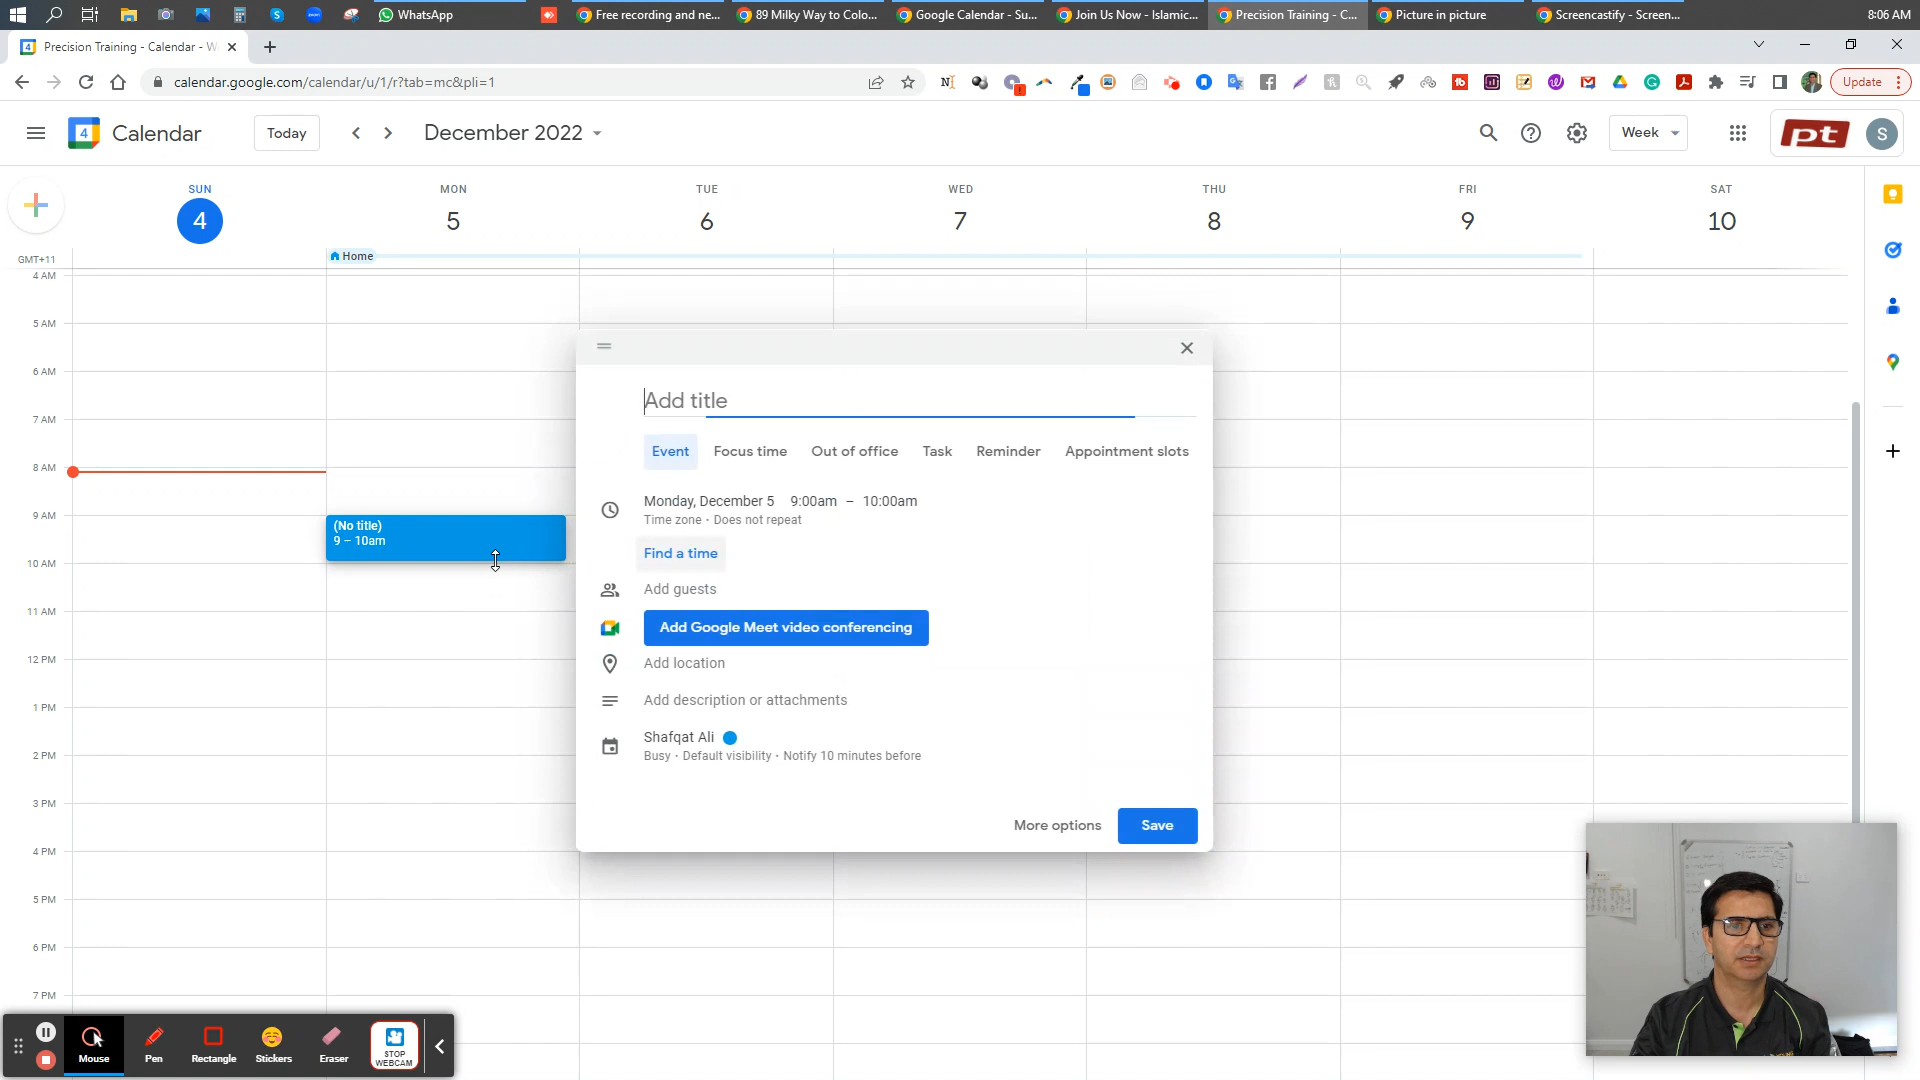 WhatsApp
Free recording and ne...
89 Milky Way to Colo...
Google Calendar - Su...
Join Us Now - Islamic...
Precision Training - C...
Picture in picture
Screencastify - Screen...
8:06 AM
Precision Training - Calendar - W
calendar.google.com/calendar/u/1/r?tab=mc&pli=1
Update
4 Calendar
Today
December 2022
Week
pt
S
SUN
MON
TUE
WED
THU
FRI
SAT
4
5
6
7
8
9
10
GMT+11
Home
4 AM
5 AM
6 AM
7 AM
8 AM
9 AM
10 AM
11 AM
12 PM
1 PM
2 PM
3 PM
4 PM
5 PM
6 PM
7 PM
(No title)
9 – 10am
Add title
Event Focus time Out of office Task Reminder Appointment slots
Monday, December 5 9:00am – 10:00am
Time zone · Does not repeat
Find a time
Add guests
Add Google Meet video conferencing
Add location
Add description or attachments
Shafqat Ali
Busy · Default visibility · Notify 10 minutes before
More options
Save
Mouse
Pen
Rectangle
Stickers
Eraser
STOP
WEBCAM